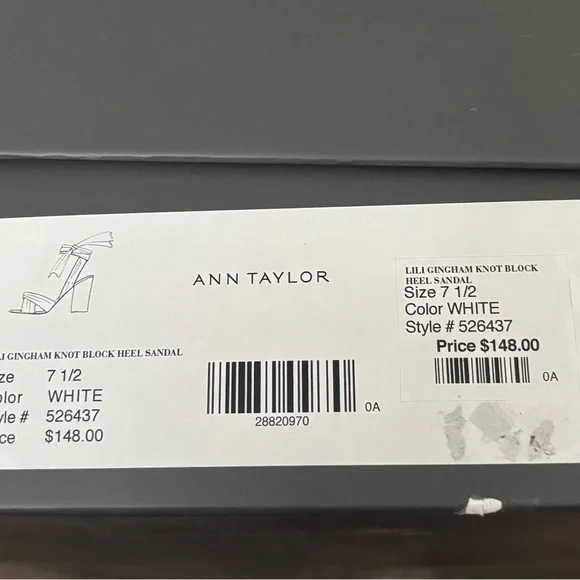 ANN TAYLOR
LI GINGHAM KNOT BLOCK HEEL SANDAL
ze 7 1/2
olor WHITE
yle # 526437
ice $148.00
28820970
0A
LILI GINGHAM KNOT BLOCK
HEEL SANDAL
Size 7 1/2
Color WHITE
Style # 526437
Price $148.00
0A